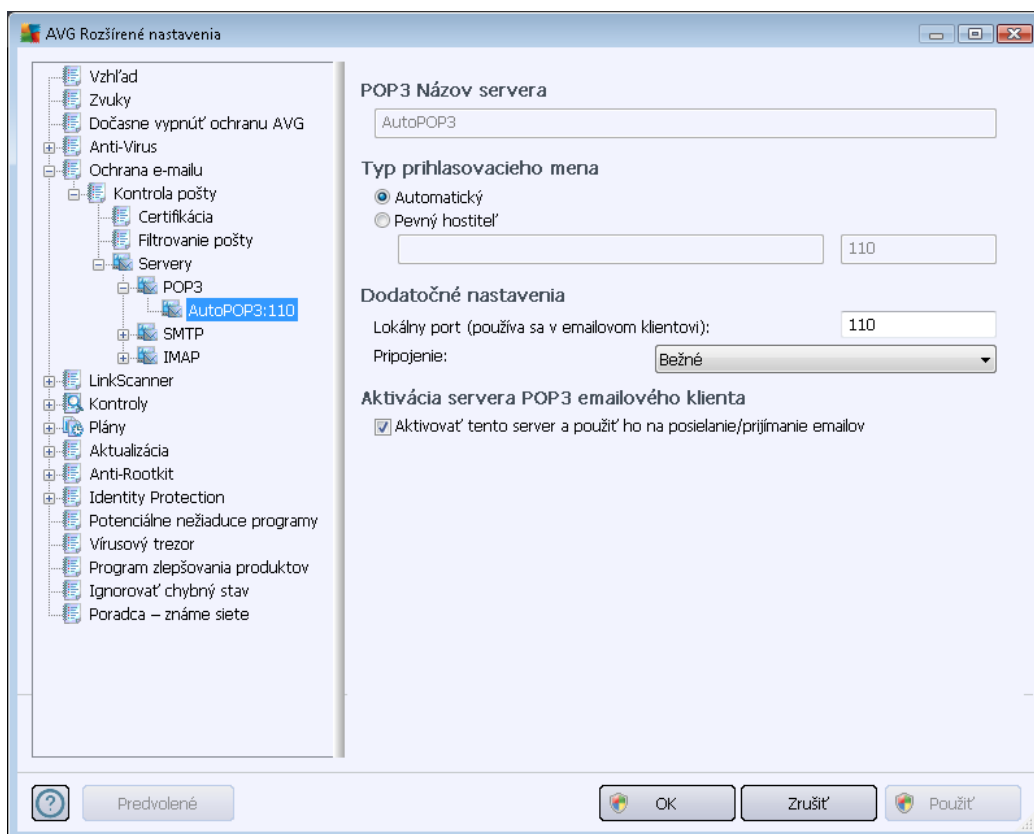 AVG Rozšírené nastavenia
Vzhľad
Zvuky
Dočasne vypnúť ochranu AVG
Anti-Virus
Ochrana e-mailu
Kontrola pošty
Certifikácia
Filtrovanie pošty
Servery
POP3
AutoPOP3:110
SMTP
IMAP
LinkScanner
Kontroly
Plány
Aktualizácia
Anti-Rootkit
Identity Protection
Potenciálne nežiaduce programy
Vírusový trezor
Program zlepšovania produktov
Ignorovať chybný stav
Poradca – známe siete
POP3 Názov servera
AutoPOP3
Typ prihlasovacieho mena
Automatický
Pevný hostiteľ
110
Dodatočné nastavenia
Lokálny port (používa sa v emailovom klientovi): 110
Pripojenie: Bežné
Aktivácia servera POP3 emailového klienta
Aktivovať tento server a použiť ho na posielanie/prijímanie emailov
Predvolené OK Zrušiť Použiť